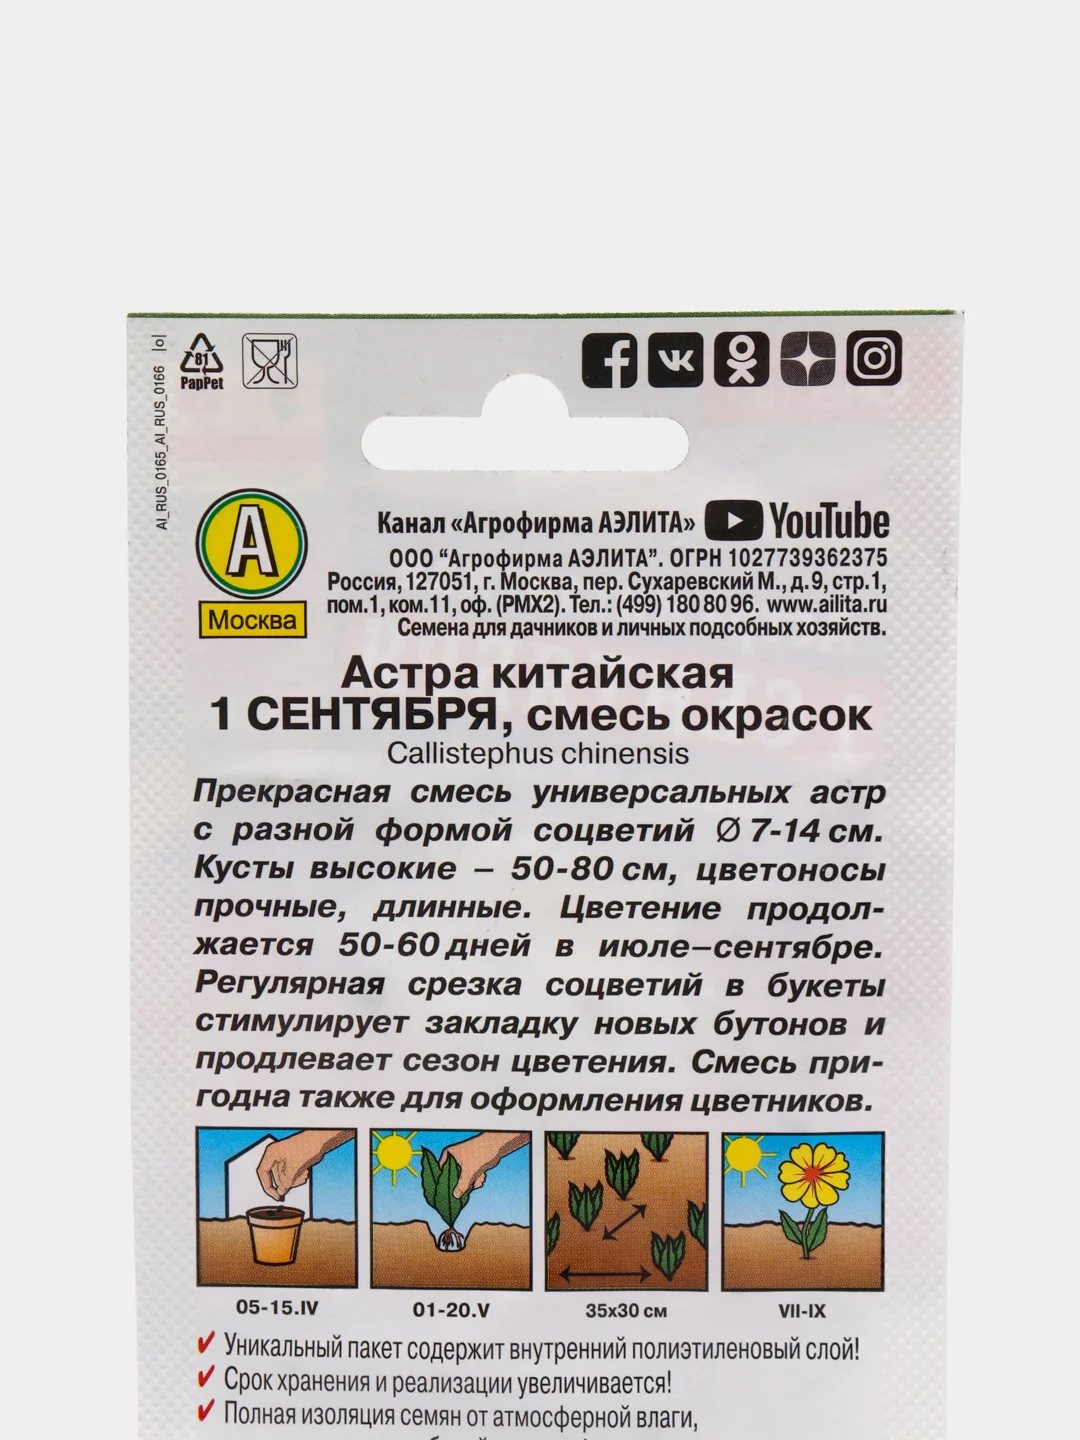 81
PapPet
AI_RUS_0165_AI_RUS_0166 |o|
А
Москва
Канал «Агрофирма АЭЛИТА» YouTube
ООО “Агрофирма АЭЛИТА”. ОГРН 1027739362375
Россия, 127051, г. Москва, пер. Сухаревский М., д. 9, стр.1,
пом.1, ком.11, оф. (РМХ2). Тел.: (499) 180 80 96. www.ailita.ru
Семена для дачников и личных подсобных хозяйств.
Астра китайская
1 СЕНТЯБРЯ, смесь окрасок
Callistephus chinensis
Прекрасная смесь универсальных астр
с разной формой соцветий Ø 7-14 см.
Кусты высокие – 50-80 см, цветоносы
прочные, длинные. Цветение продол-
жается 50-60 дней в июле–сентябре.
Регулярная срезка соцветий в букеты
стимулирует закладку новых бутонов и
продлевает сезон цветения. Смесь при-
годна также для оформления цветников.
05-15.IV 01-20.V 35х30 см VII-IX
Уникальный пакет содержит внутренний полиэтиленовый слой!
Срок хранения и реализации увеличивается!
Полная изоляция семян от атмосферной влаги,